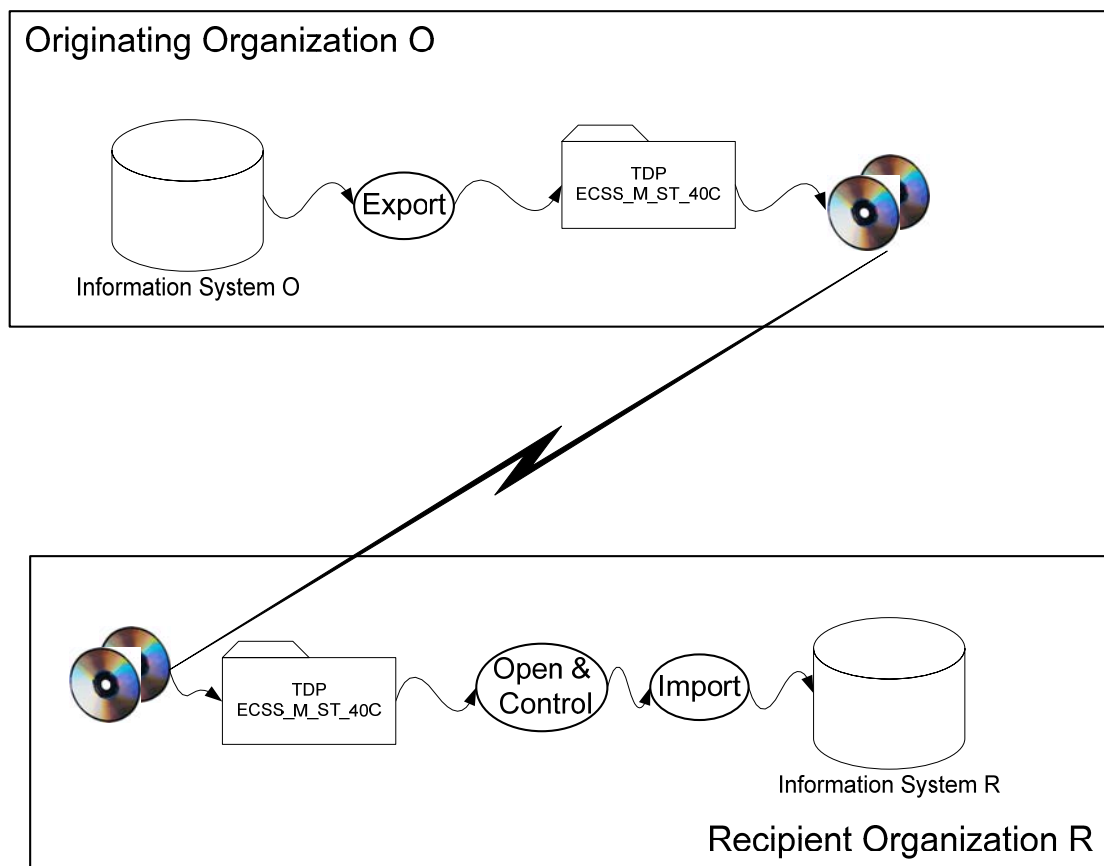 Originating Organization O
TDP
ECSS_M_ST_40C
Export
Information System O
TDP
ECSS_M_ST_40C
Open &
Control
Import
Information System R
Recipient Organization R